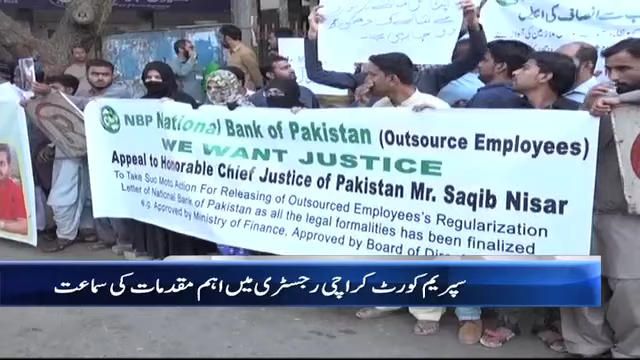 NBP National Bank of Pakistan (Outsource Employees)
WE WANT JUSTICE
Appeal to Honorable Chief Justice of Pakistan Mr. Saqib Nisar
To Take Suo Moto Action For Releasing of Outsourced Employees's Regularization
Letter of National Bank of Pakistan as all the legal formalities has been finalized
e.g. Approved by Ministry of Finance, Approved by Board of
سپریم کورٹ کراچی رجسٹری میں اہم مقدمات کی سماعت